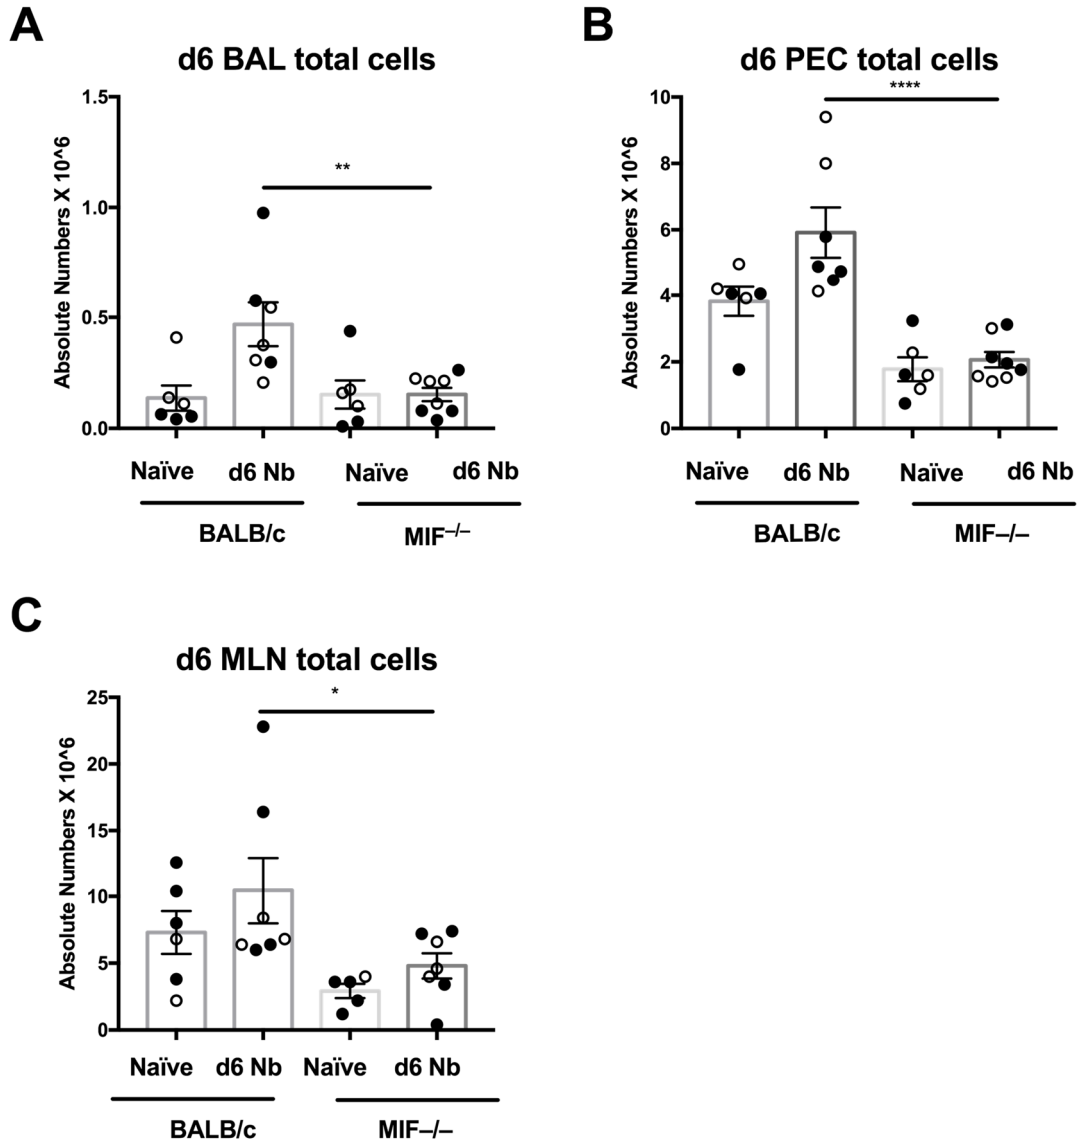 A
d6 BAL total cells
**
Absolute Numbers X 10^6
1.5
1.0
0.5
0.0
Naïve d6 Nb Naïve d6 Nb
BALB/c MIF–/–
B
d6 PEC total cells
****
Absolute Numbers X 10^6
10
8
6
4
2
0
Naïve d6 Nb Naïve d6 Nb
BALB/c MIF–/–
C
d6 MLN total cells
*
Absolute Numbers X 10^6
25
20
15
10
5
0
Naïve d6 Nb Naïve d6 Nb
BALB/c MIF–/–